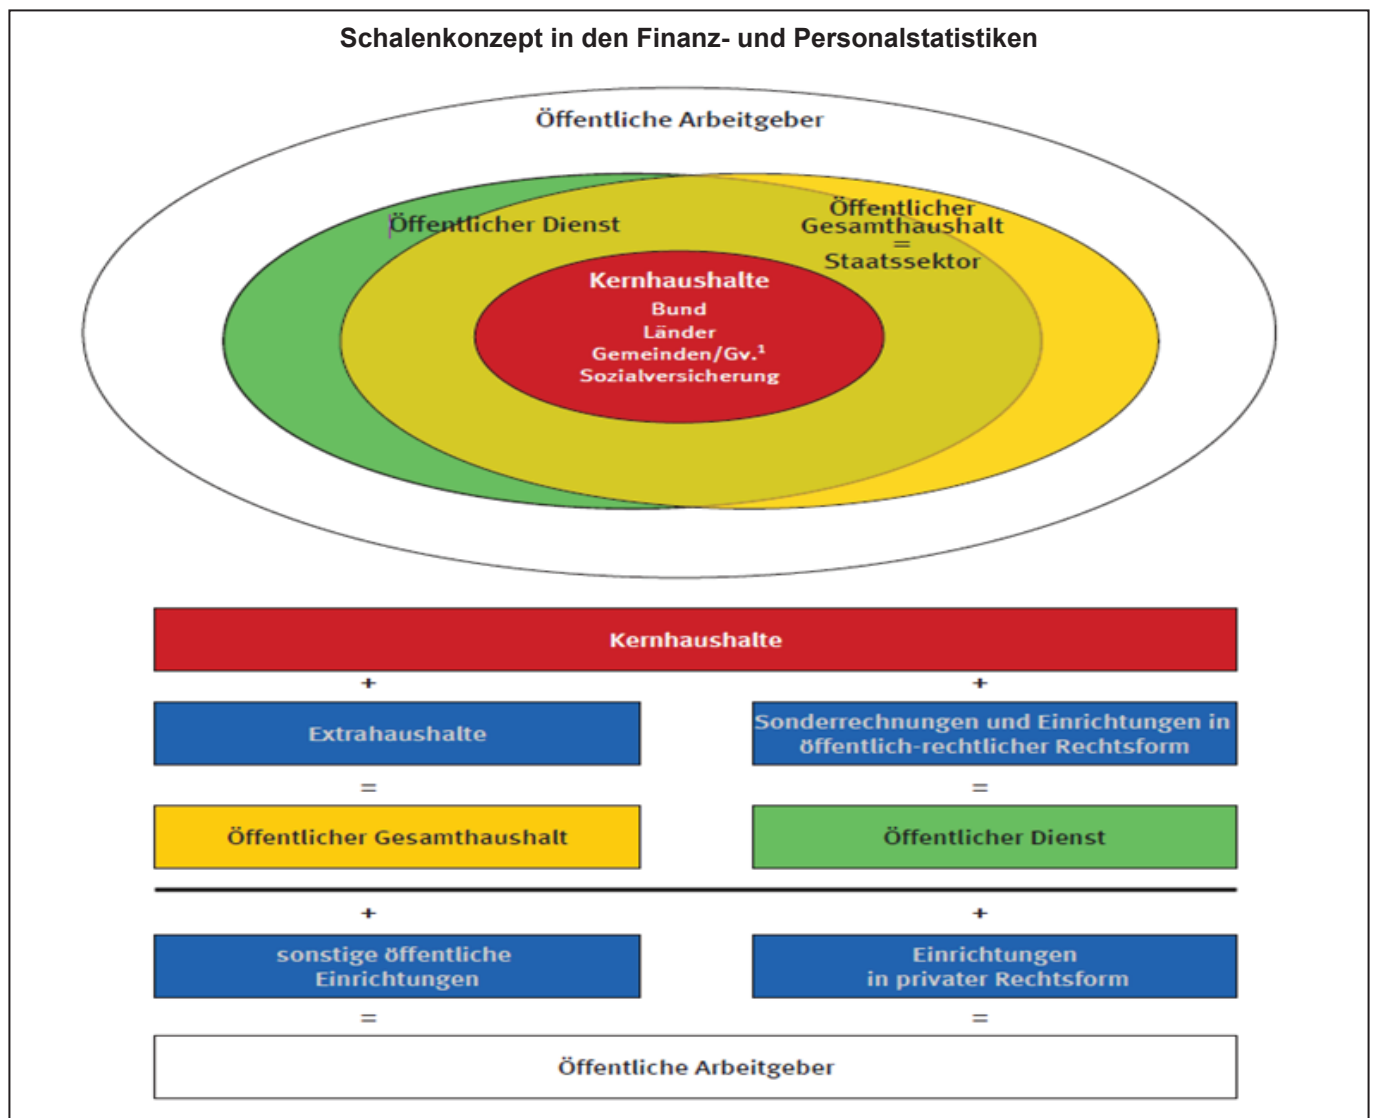 Schalenkonzept in den Finanz- und Personalstatistiken
Öffentliche Arbeitgeber
Öffentlicher Dienst
Öffentlicher
Gesamthaushalt
=
Staatssektor
Kernhaushalte
Bund
Länder
Gemeinden/Gv.¹
Sozialversicherung
Kernhaushalte
+ +
Extrahaushalte
Sonderrechnungen und Einrichtungen in
öffentlich-rechtlicher Rechtsform
= =
Öffentlicher Gesamthaushalt
Öffentlicher Dienst
+ +
sonstige öffentliche
Einrichtungen
Einrichtungen
in privater Rechtsform
= =
Öffentliche Arbeitgeber